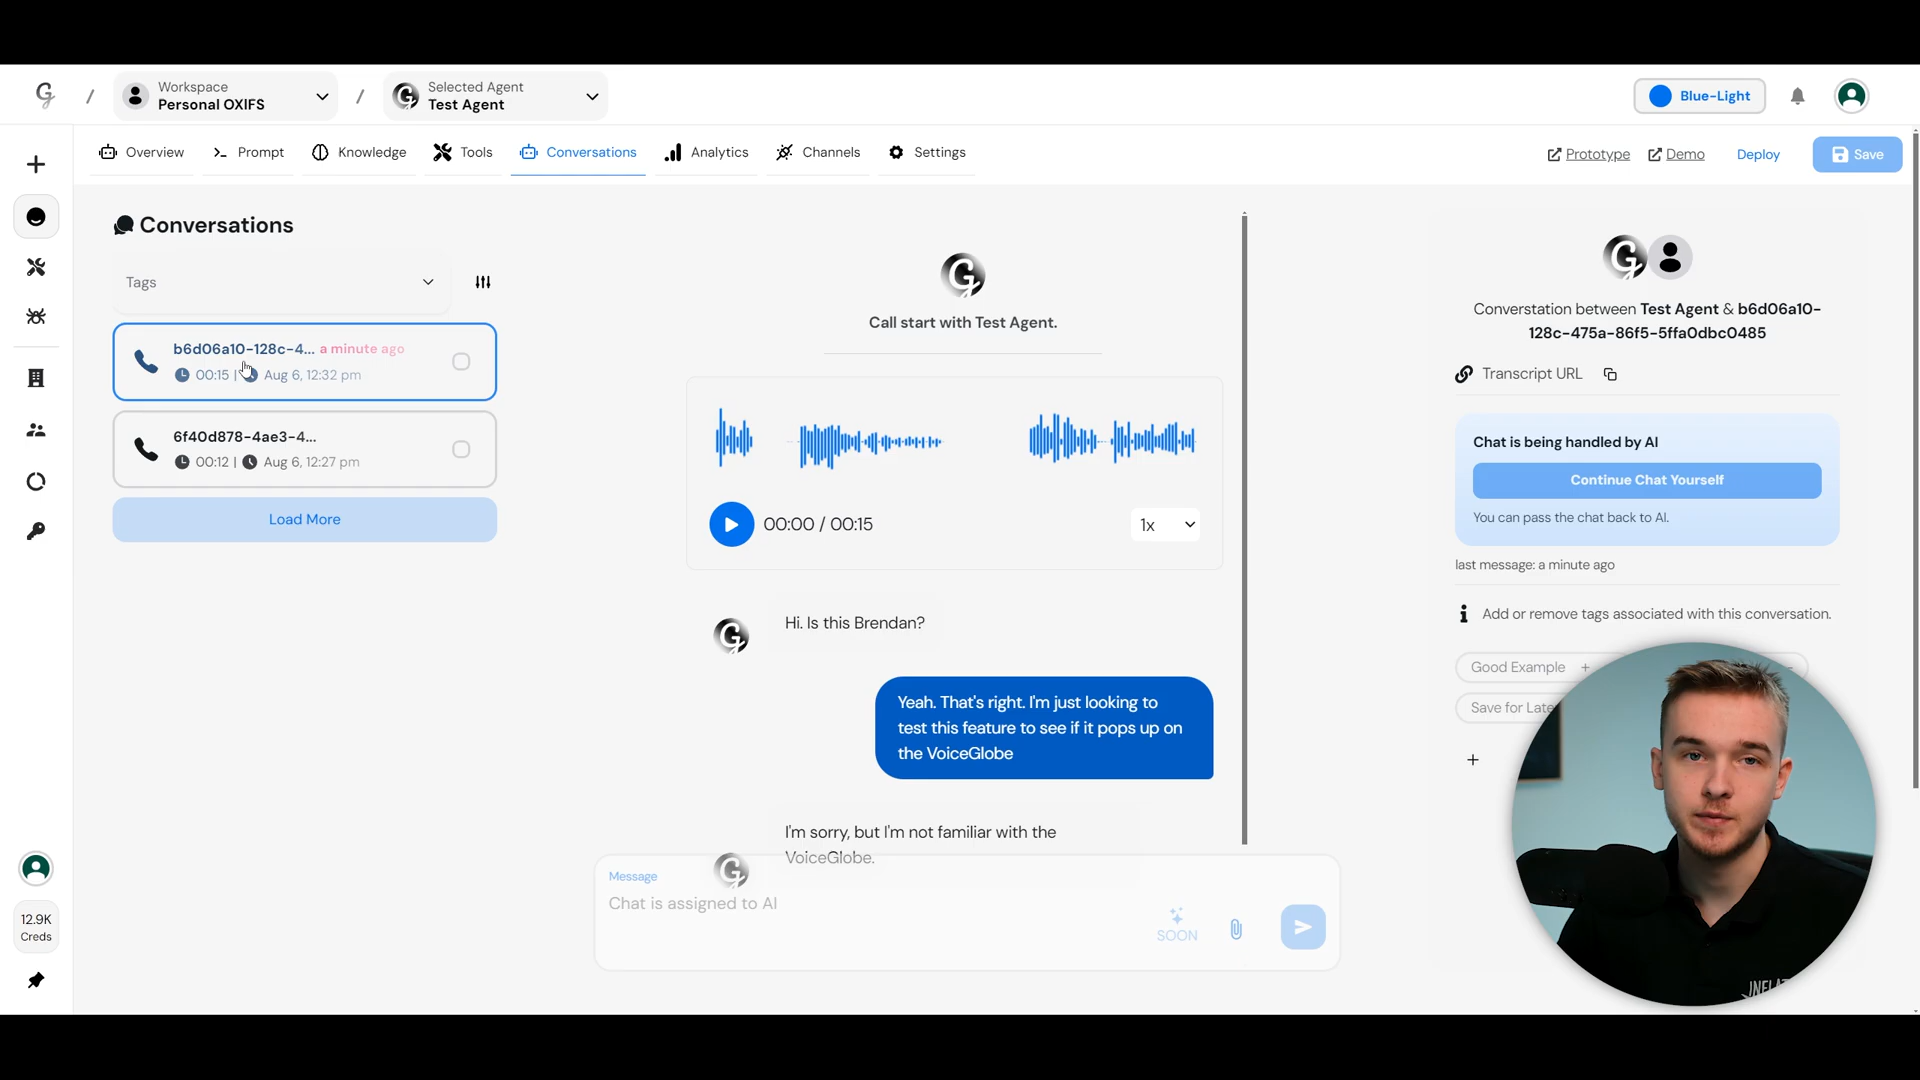 Workspace
Personal OXIFS
Selected Agent
Test Agent
Blue-Light
Overview
Prompt
Knowledge
Tools
Conversations
Analytics
Channels
Settings
Prototype
Demo
Deploy
Save
Conversations
Tags
b6d06a10-128c-4... a minute ago
00:15 | Aug 6, 12:32 pm
6f40d878-4ae3-4...
00:12 | Aug 6, 12:27 pm
Load More
Call start with Test Agent.
00:00 / 00:15
1x
Hi. Is this Brendan?
Yeah. That's right. I'm just looking to
test this feature to see if it pops up on
the VoiceGlobe
I'm sorry, but I'm not familiar with the
VoiceGlobe.
Message
Chat is assigned to AI
SOON
Converstation between Test Agent & b6d06a10-
128c-475a-86f5-5ffa0dbc0485
Transcript URL
Chat is being handled by AI
Continue Chat Yourself
You can pass the chat back to AI.
last message: a minute ago
Add or remove tags associated with this conversation.
Good Example +
Save for Late
+
12.9K
Creds